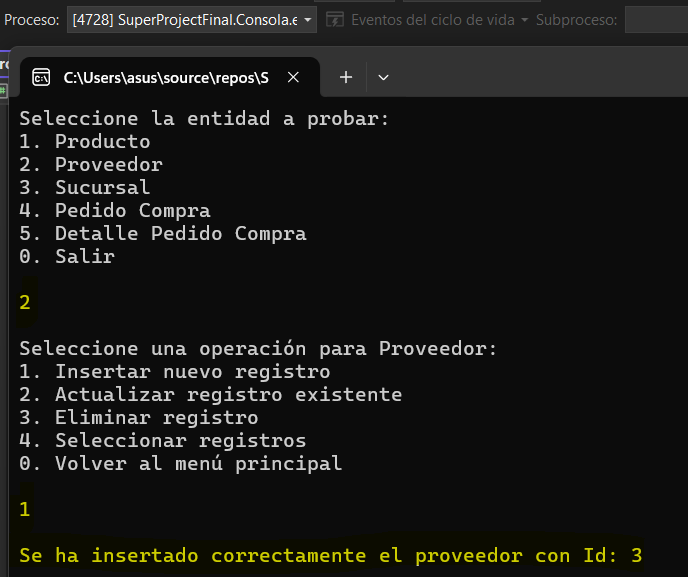 Proceso: [4728] SuperProjectFinal.Consola.e Eventos del ciclo de vida Subproceso:
C:\Users\asus\source\repos\S
Seleccione la entidad a probar:
1. Producto
2. Proveedor
3. Sucursal
4. Pedido Compra
5. Detalle Pedido Compra
0. Salir
2
Seleccione una operación para Proveedor:
1. Insertar nuevo registro
2. Actualizar registro existente
3. Eliminar registro
4. Seleccionar registros
0. Volver al menú principal
1
Se ha insertado correctamente el proveedor con Id: 3